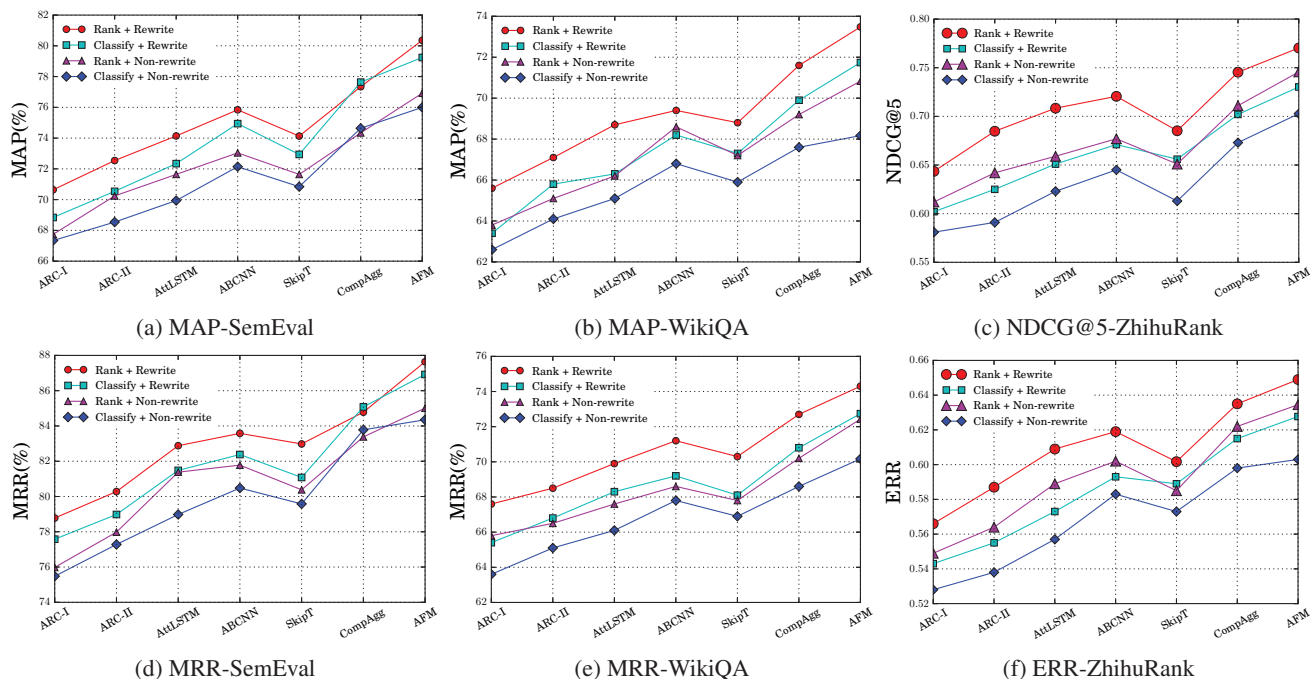 MAP(%)
82
80
78
76
74
72
70
68
66
Rank + Rewrite
Classify + Rewrite
Rank + Non-rewrite
Classify + Non-rewrite
ARC-I ARC-II AttLSTM ABCNN SkipT CompAgg AFM
(a) MAP-SemEval
MAP(%)
74
72
70
68
66
64
62
Rank + Rewrite
Classify + Rewrite
Rank + Non-rewrite
Classify + Non-rewrite
ARC-I ARC-II AttLSTM ABCNN SkipT CompAgg AFM
(b) MAP-WikiQA
NDCG@5
0.80
0.75
0.70
0.65
0.60
0.55
Rank + Rewrite
Classify + Rewrite
Rank + Non-rewrite
Classify + Non-rewrite
ARC-I ARC-II AttLSTM ABCNN SkipT CompAgg AFM
(c) NDCG@5-ZhihuRank
MRR(%)
88
86
84
82
80
78
76
74
Rank + Rewrite
Classify + Rewrite
Rank + Non-rewrite
Classify + Non-rewrite
ARC-I ARC-II AttLSTM ABCNN SkipT CompAgg AFM
(d) MRR-SemEval
MRR(%)
76
74
72
70
68
66
64
62
Rank + Rewrite
Classify + Rewrite
Rank + Non-rewrite
Classify + Non-rewrite
ARC-I ARC-II AttLSTM ABCNN SkipT CompAgg AFM
(e) MRR-WikiQA
ERR
0.66
0.64
0.62
0.60
0.58
0.56
0.54
0.52
Rank + Rewrite
Classify + Rewrite
Rank + Non-rewrite
Classify + Non-rewrite
ARC-I ARC-II AttLSTM ABCNN SkipT CompAgg AFM
(f) ERR-ZhihuRank